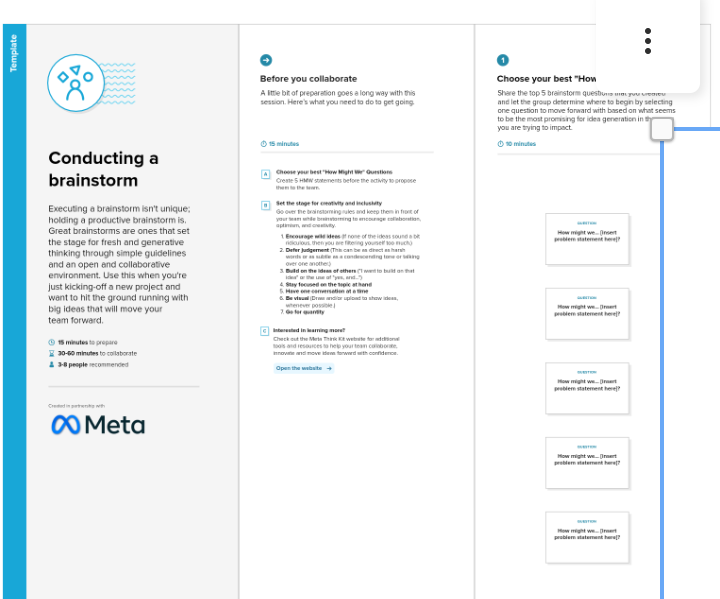 Template
Conducting a
brainstorm
Executing a brainstorm isn't unique;
holding a productive brainstorm is.
Great brainstorms are ones that set
the stage for fresh and generative
thinking through simple guidelines
and an open and collaborative
environment. Use this when you're
just kicking-off a new project and
want to hit the ground running with
big ideas that will move your
team forward.
15 minutes to prepare
30-60 minutes to collaborate
3-8 people recommended
Created in partnership with
Meta
Before you collaborate
A little bit of preparation goes a long way with this
session. Here's what you need to do to get going.
15 minutes
A
Choose your best "How Might We" Questions
Create 5 HMW statements before the activity to propose
them to the team.
B
Set the stage for creativity and inclusivity
Go over the brainstorming rules and keep them in front of
your team while brainstorming to encourage collaboration,
optimism, and creativity.
1. Encourage wild ideas (If none of the ideas sound a bit
ridiculous, then you are filtering yourself too much.)
2. Defer judgement (This can be as direct as harsh
words or as subtle as a condescending tone or talking
over one another.)
3. Build on the ideas of others ("I want to build on that
idea" or the use of "yes, and...")
4. Stay focused on the topic at hand
5. Have one conversation at a time
6. Be visual (Draw and/or upload to show ideas,
whenever possible.)
7. Go for quantity
C
Interested in learning more?
Check out the Meta Think Kit website for additional
tools and resources to help your team collaborate,
innovate and move ideas forward with confidence.
Open the website
1
Choose your best "How
Share the top 5 brainstorm questions that you created
and let the group determine where to begin by selecting
one question to move forward with based on what seems
to be the most promising for idea generation in
you are trying to impact.
10 minutes
QUESTION
How might we... [insert
problem statement here]?
QUESTION
How might we... [insert
problem statement here]?
QUESTION
How might we... [insert
problem statement here]?
QUESTION
How might we... [insert
problem statement here]?
QUESTION
How might we... [insert
problem statement here]?